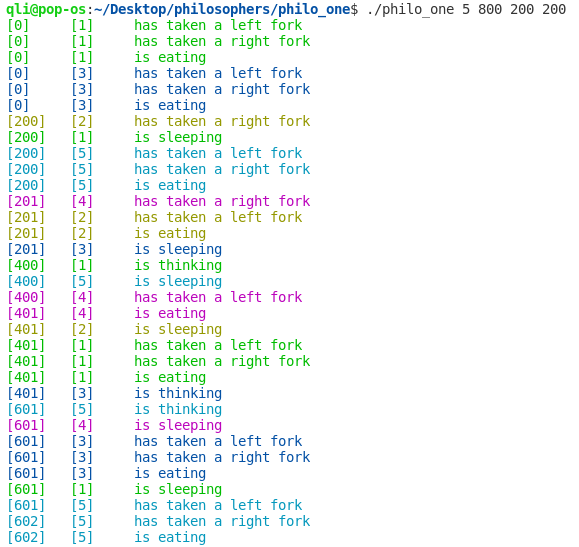 qli@pop-os:~/Desktop/philosophers/philo_one$ ./philo_one 5 800 200 200
[0] [1] has taken a left fork
[0] [1] has taken a right fork
[0] [1] is eating
[0] [3] has taken a left fork
[0] [3] has taken a right fork
[0] [3] is eating
[200] [2] has taken a right fork
[200] [1] is sleeping
[200] [5] has taken a left fork
[200] [5] has taken a right fork
[200] [5] is eating
[201] [4] has taken a right fork
[201] [2] has taken a left fork
[201] [2] is eating
[201] [3] is sleeping
[400] [1] is thinking
[400] [5] is sleeping
[400] [4] has taken a left fork
[401] [4] is eating
[401] [2] is sleeping
[401] [1] has taken a left fork
[401] [1] has taken a right fork
[401] [1] is eating
[401] [3] is thinking
[601] [5] is thinking
[601] [4] is sleeping
[601] [3] has taken a left fork
[601] [3] has taken a right fork
[601] [3] is eating
[601] [1] is sleeping
[601] [5] has taken a left fork
[602] [5] has taken a right fork
[602] [5] is eating